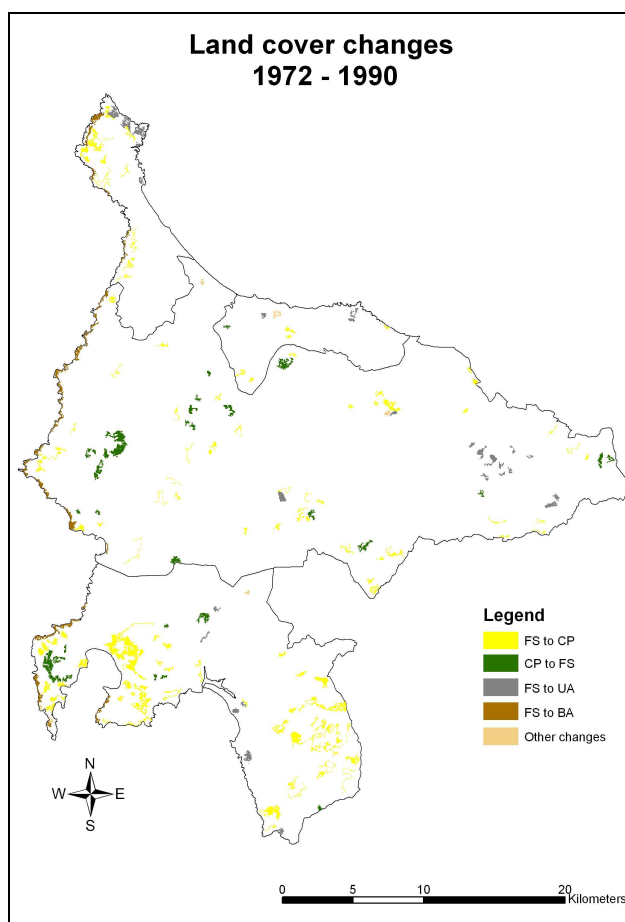 Land cover changes
1972 - 1990
Legend
FS to CP
CP to FS
FS to UA
FS to BA
Other changes
N
W E
S
0 5 10 20
Kilometers